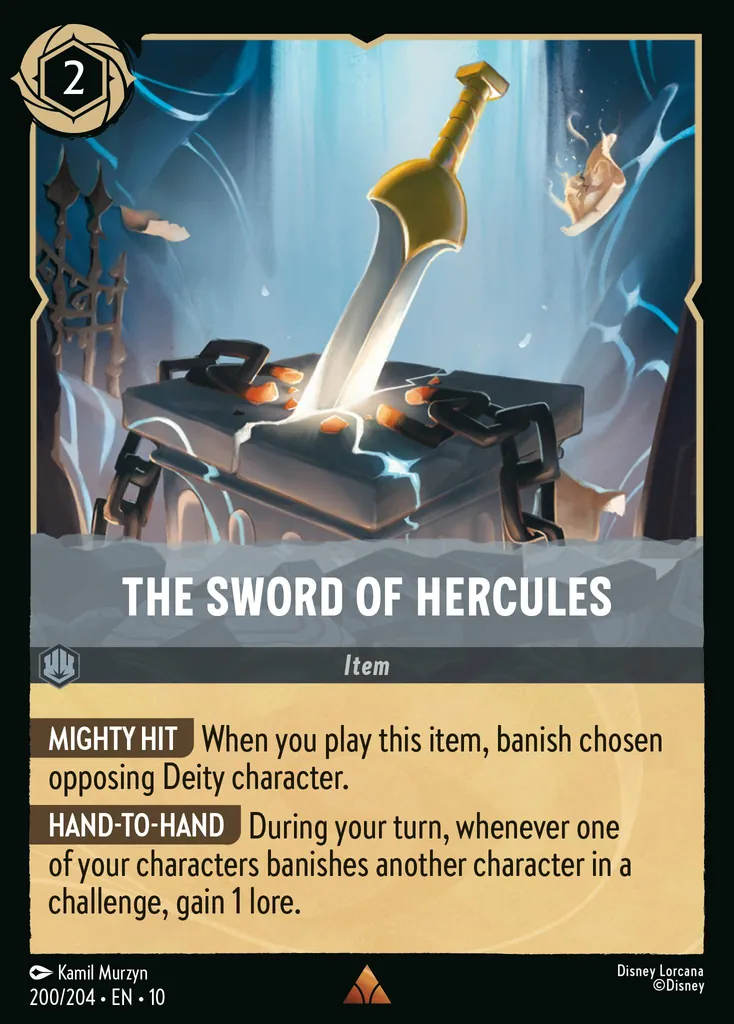 2
THE SWORD OF HERCULES
Item
MIGHTY HIT When you play this item, banish chosen
opposing Deity character.
HAND-TO-HAND During your turn, whenever one
of your characters banishes another character in a
challenge, gain 1 lore.
Kamil Murzyn
200/204 • EN • 10
Disney Lorcana
©Disney